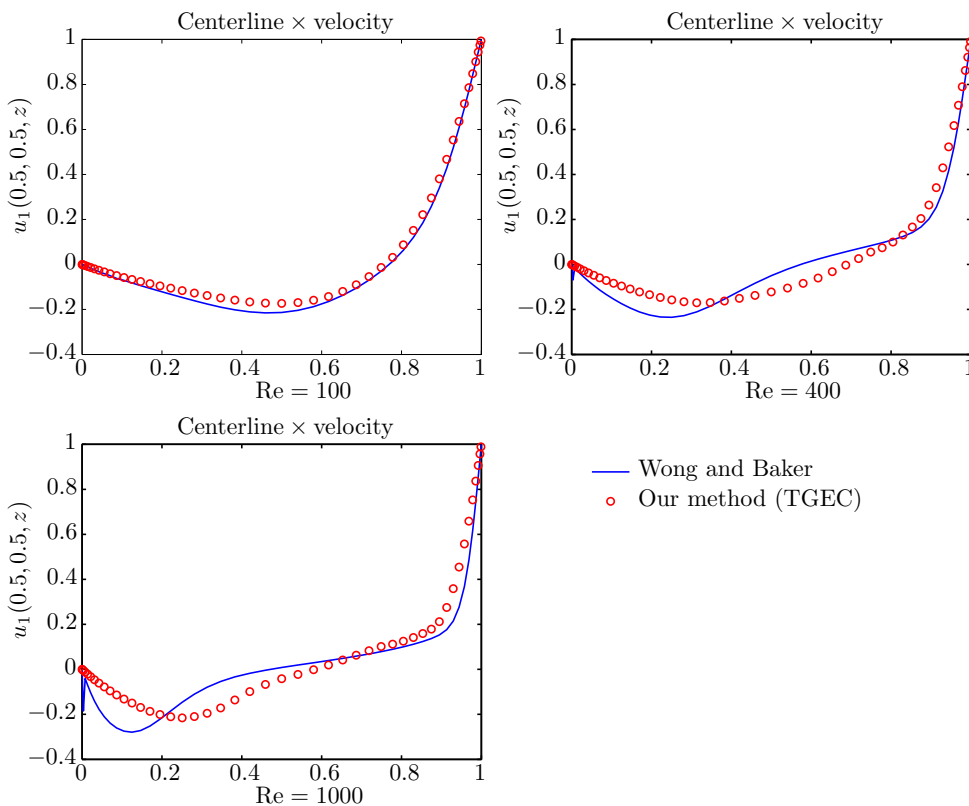 Centerline × velocity
u₁(0.5, 0.5, z)
1
0.8
0.6
0.4
0.2
0
−0.2
−0.4
0 0.2 0.4 0.6 0.8 1
Re = 100
Centerline × velocity
u₁(0.5, 0.5, z)
1
0.8
0.6
0.4
0.2
0
−0.2
−0.4
0 0.2 0.4 0.6 0.8 1
Re = 400
Centerline × velocity
u₁(0.5, 0.5, z)
1
0.8
0.6
0.4
0.2
0
−0.2
−0.4
0 0.2 0.4 0.6 0.8 1
Re = 1000
Wong and Baker
Our method (TGEC)